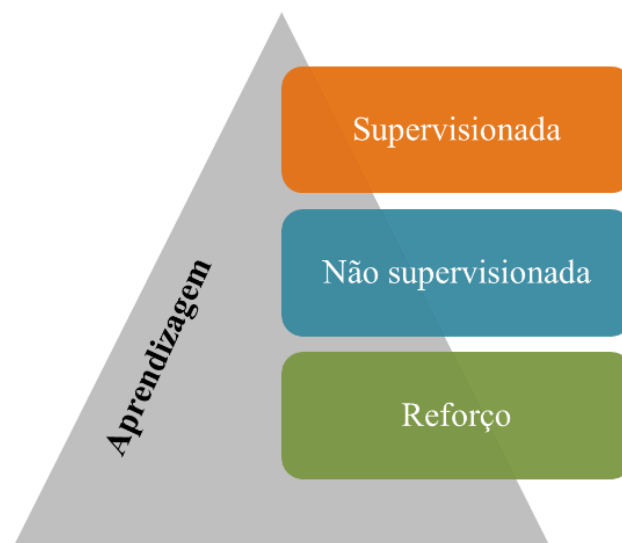 Supervisionada
Não supervisionada
Aprendizagem
Reforço